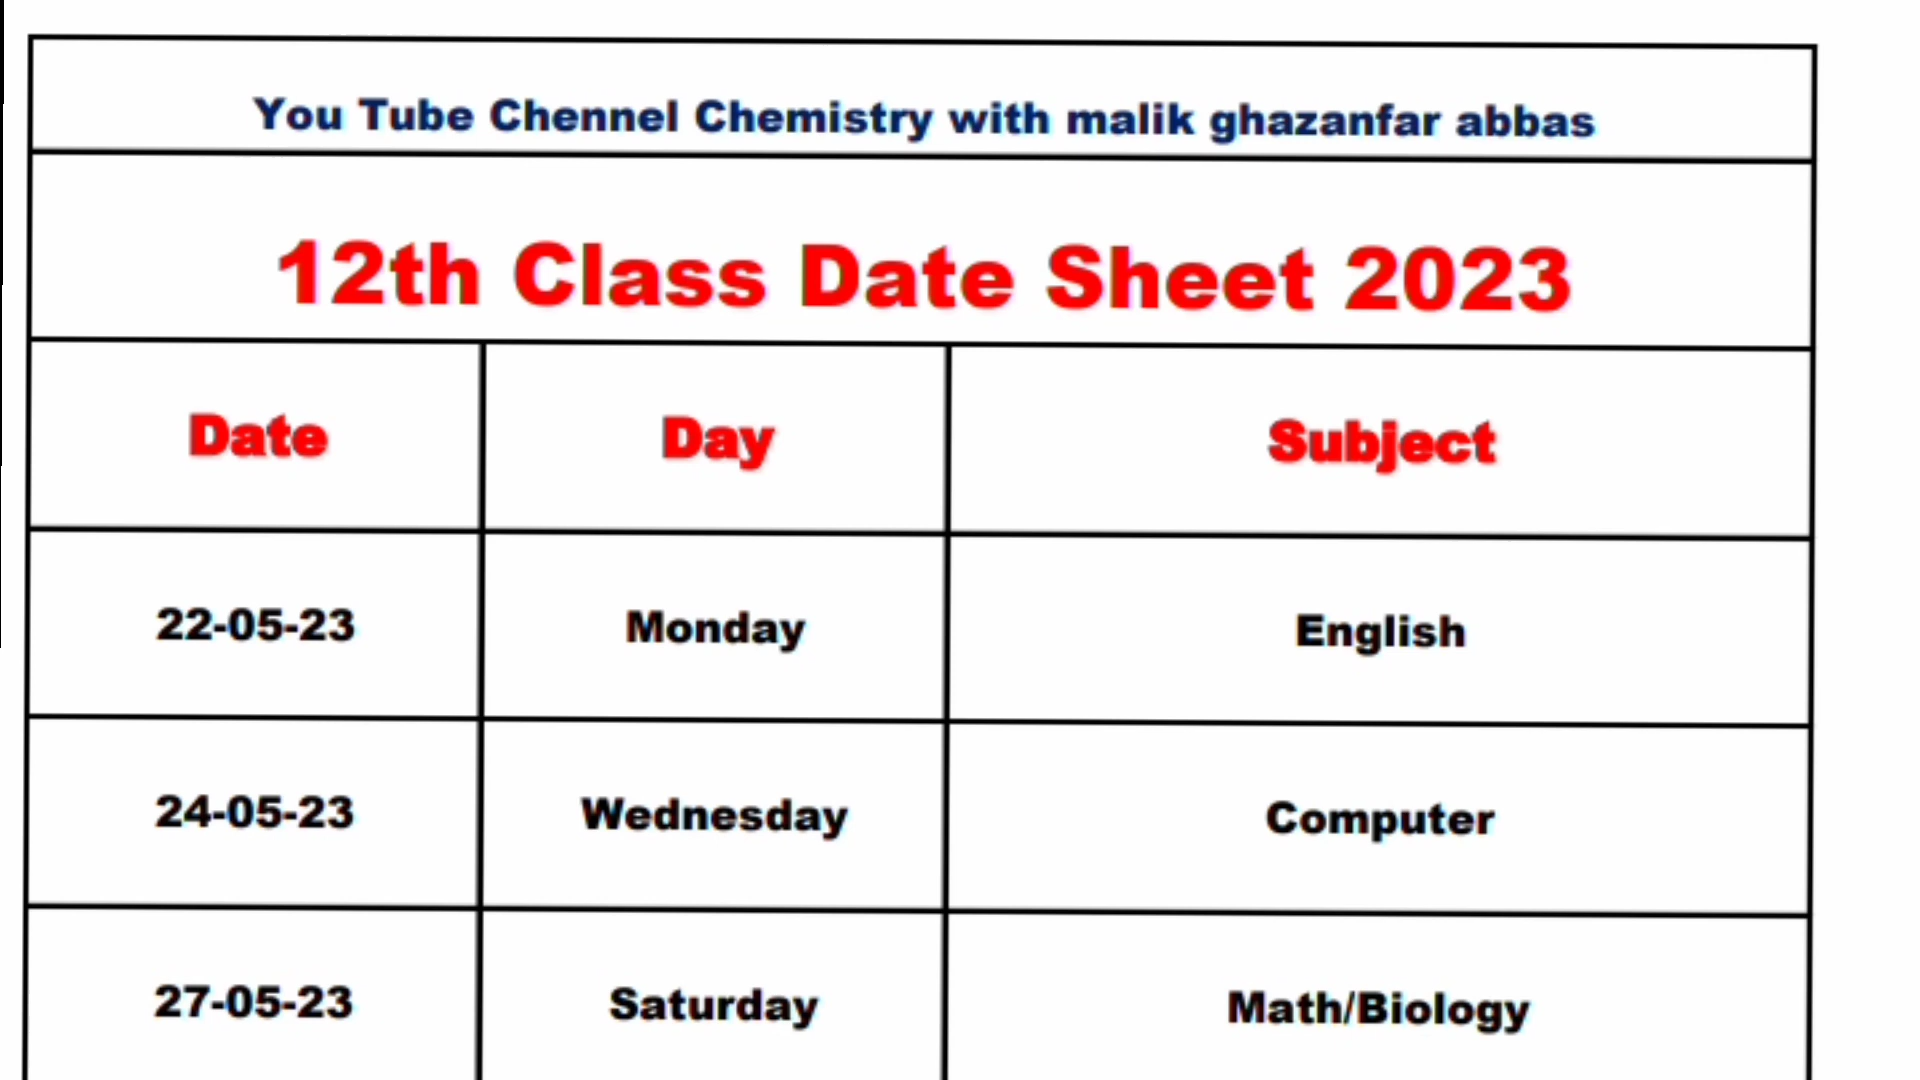 You Tube Chennel Chemistry with malik ghazanfar abbas
12th Class Date Sheet 2023
Date Day Subject
22-05-23 Monday English
24-05-23 Wednesday Computer
27-05-23 Saturday Math/Biology